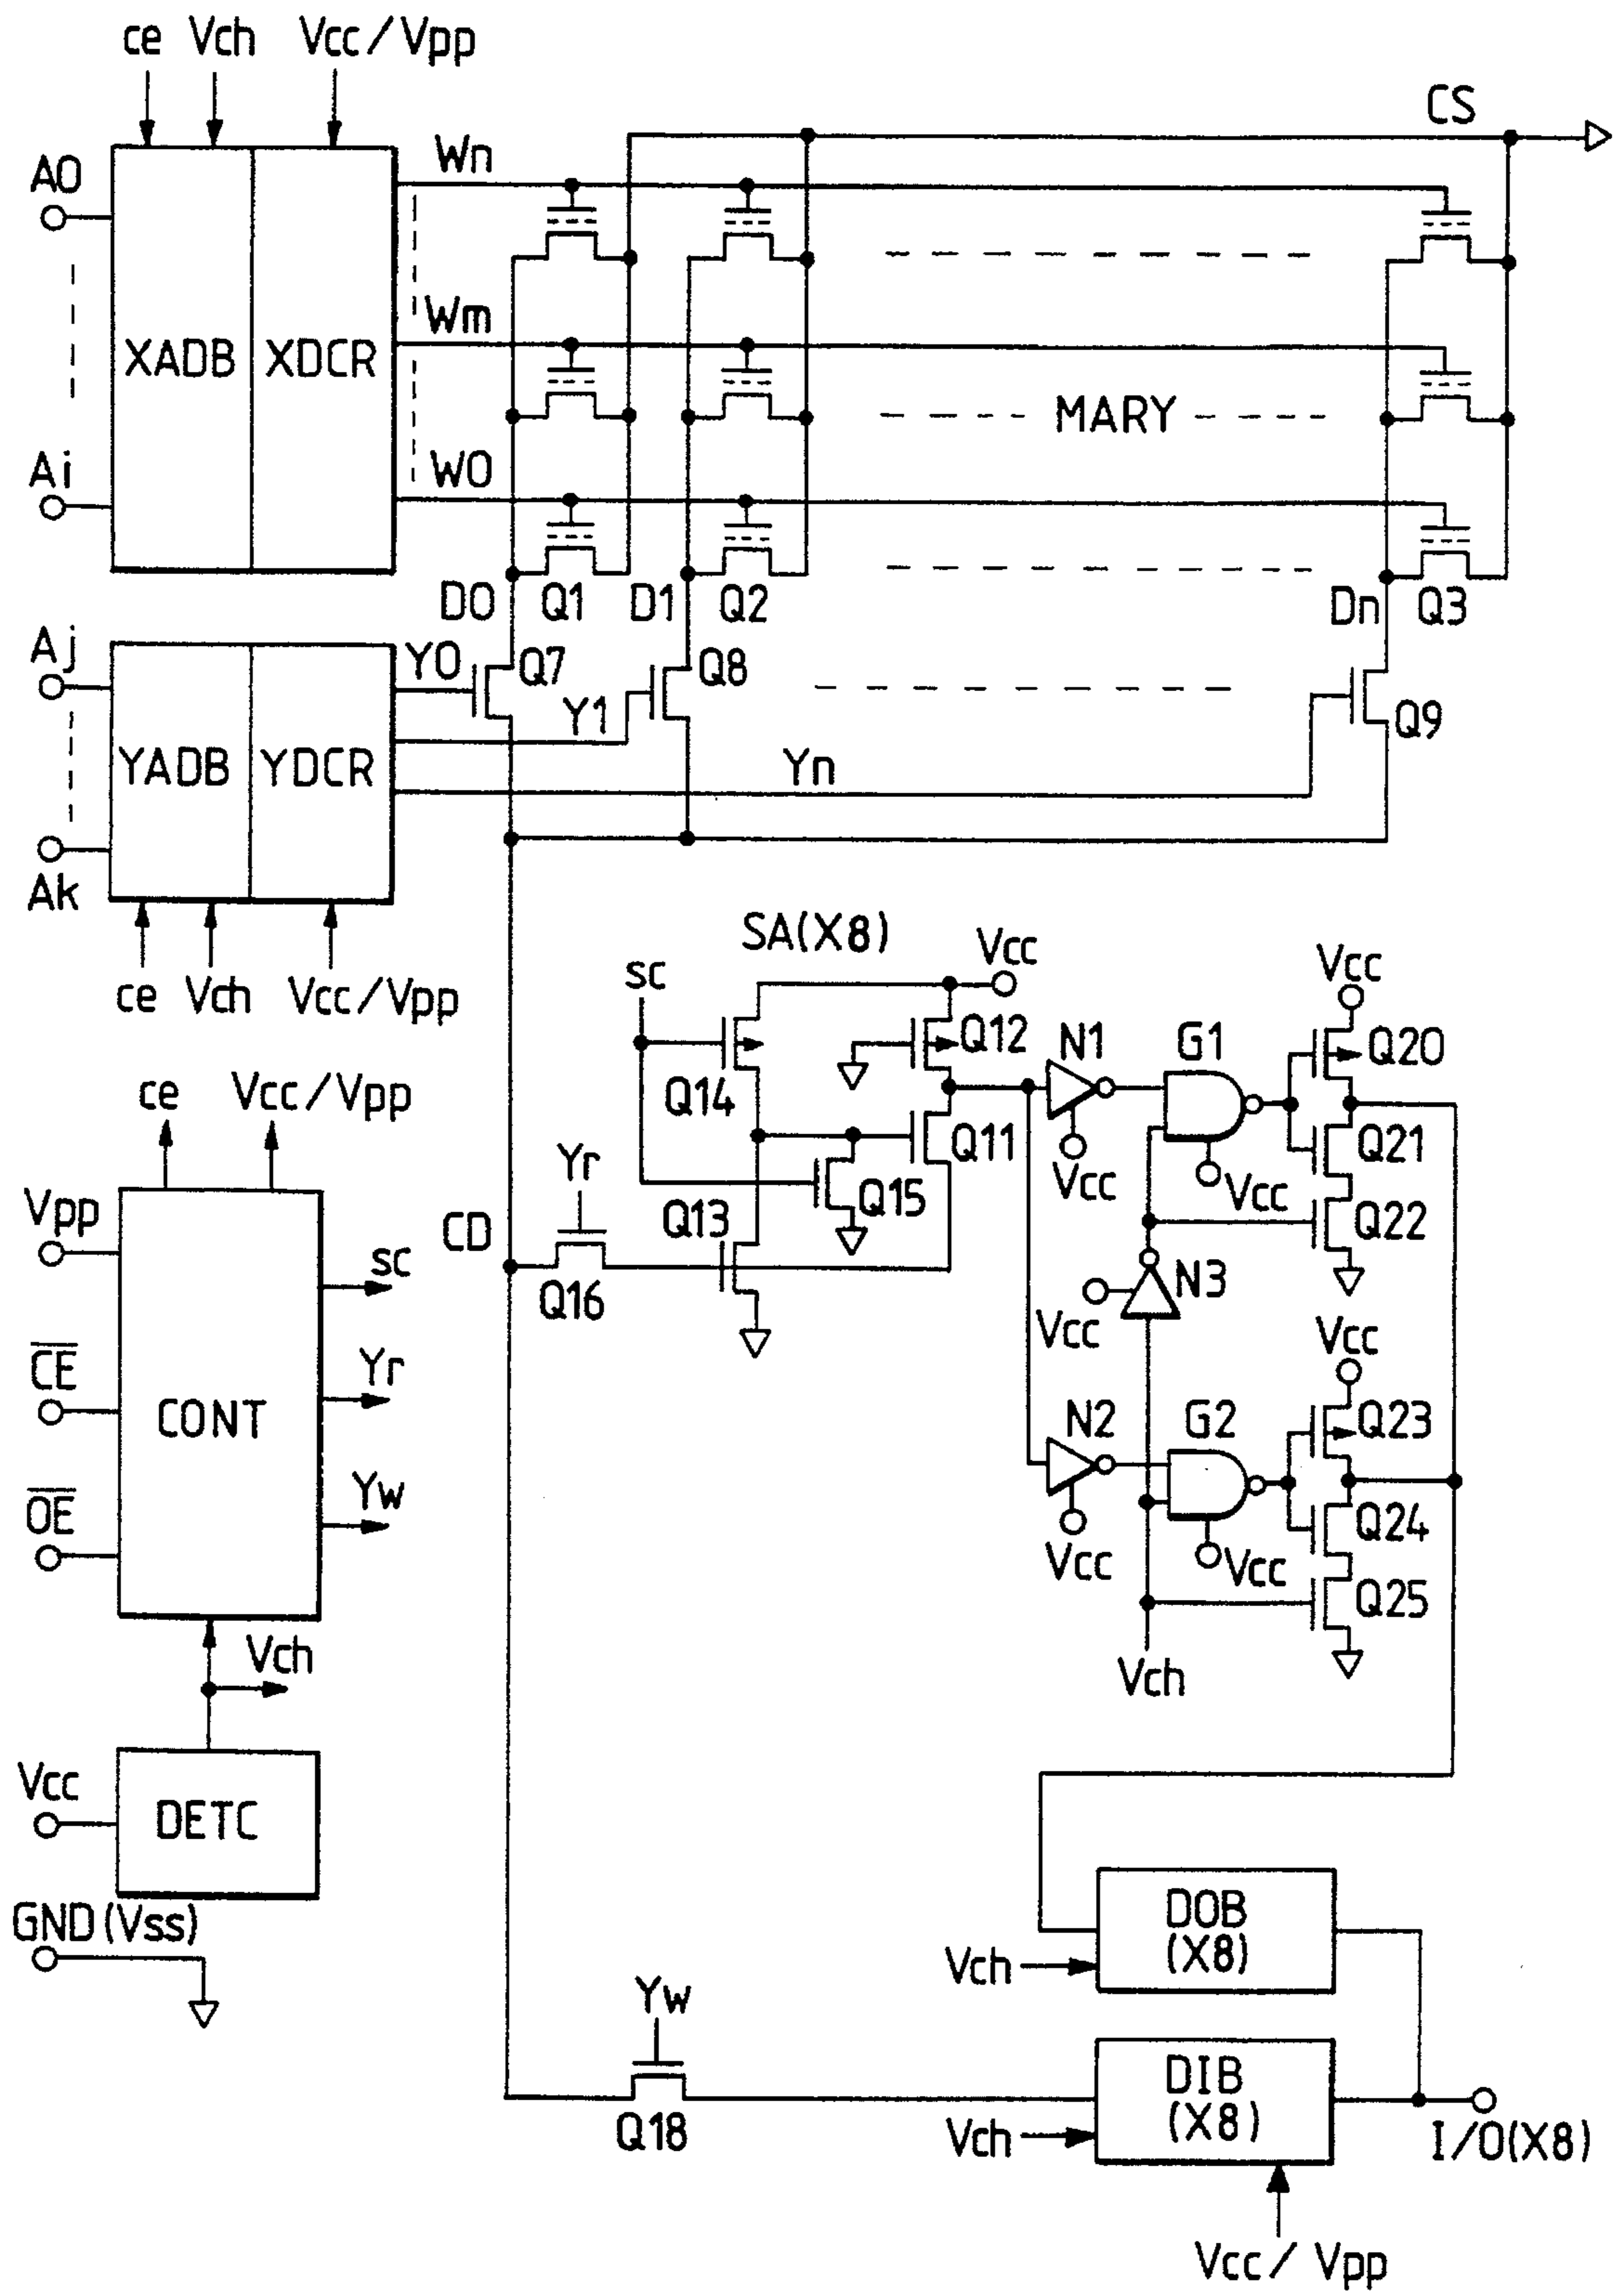 ce Vch Vcc/Vpp
CS
A0
Wn
Wm
XADB XDCR
MARY
Ai
W0
D0 Q1 D1 Q2 Dn Q3
Aj
Y0 Q7 Q8
Y1 Q9
YADB YDCR
Yn
Ak
ce Vch Vcc/Vpp
SA(X8)
sc
Vcc
Vcc
Q12 N1 G1 Q20
Q14
Q11 Q21
ce Vcc/Vpp
Yr
Vcc Vcc
Q15
Vpp
CD
Q13
Q22
sc
Q16
N3
Vcc
Vcc
CE
Yr
CONT
N2 G2 Q23
OE
Yw
Q24
Vcc Vcc
Q25
Vch
Vch
Vcc
DETC
GND(Vss)
DOB
(X8)
Vch
Yw
DIB
(X8)
Q18
Vch
I/O(X8)
Vcc/Vpp